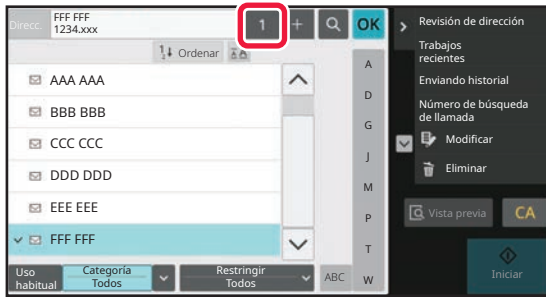 Direcc.
FFF FFF
1234.xxx
1
+
OK
Ordenar
AAA AAA
BBB BBB
CCC CCC
DDD DDD
EEE EEE
FFF FFF
A
D
G
J
M
P
T
W
Uso
habitual
Categoría
Todos
Restringir
Todos
ABC
Revisión de dirección
Trabajos
recientes
Enviando historial
Número de búsqueda
de llamada
Modificar
Eliminar
Vista previa
CA
Iniciar